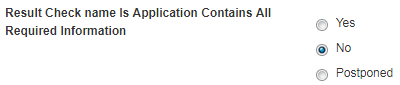 Result Check name Is Application Contains All
Required Information
Yes
No
Postponed